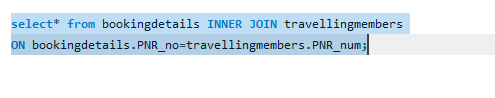 select* from bookingdetails INNER JOIN travellingmembers
ON bookingdetails.PNR_no=travellingmembers.PNR_num;